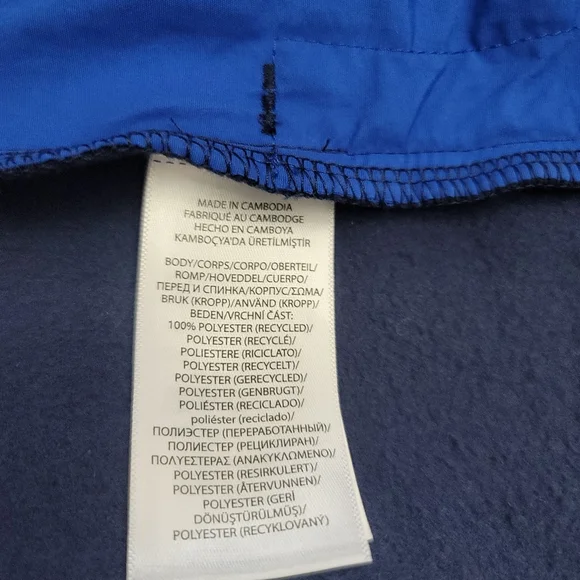 MADE IN CAMBODIA
FABRIQUÉ AU CAMBODGE
HECHO EN CAMBOYA
KAMBOÇYA'DA ÜRETİLMİŞTİR
BODY/CORPS/CORPO/OBERTEIL/
ROMP/HOVEDDEL/CUERPO/
ПЕРЕД И СПИНКА/КОРПУС/ΣΩΜΑ/
BRUK (KROPP)/ANVÄND (KROPP)/
BEDEN/VRCHNÍ ČÁST:
100% POLYESTER (RECYCLED)/
POLYESTER (RECYCLÉ)/
POLIESTERE (RICICLATO)/
POLYESTER (RECYCELT)/
POLYESTER (GERECYCLED)/
POLYESTER (GENBRUGT)/
POLIÉSTER (RECICLADO)/
poliéster (reciclado)/
ПОЛИЭСТЕР (ПЕРЕРАБОТАННЫЙ)/
ПОЛИЕСТЕР (РЕЦИКЛИРАН)/
ΠΟΛΥΕΣΤΕΡΑΣ (ΑΝΑΚΥΚΛΩΜΕΝΟ)/
POLYESTER (RESIRKULERT)/
POLYESTER (ÅTERVUNNEN)/
POLYESTER (GERİ
DÖNÜŞTÜRÜLMÜŞ)/
POLYESTER (RECYKLOVANÝ)